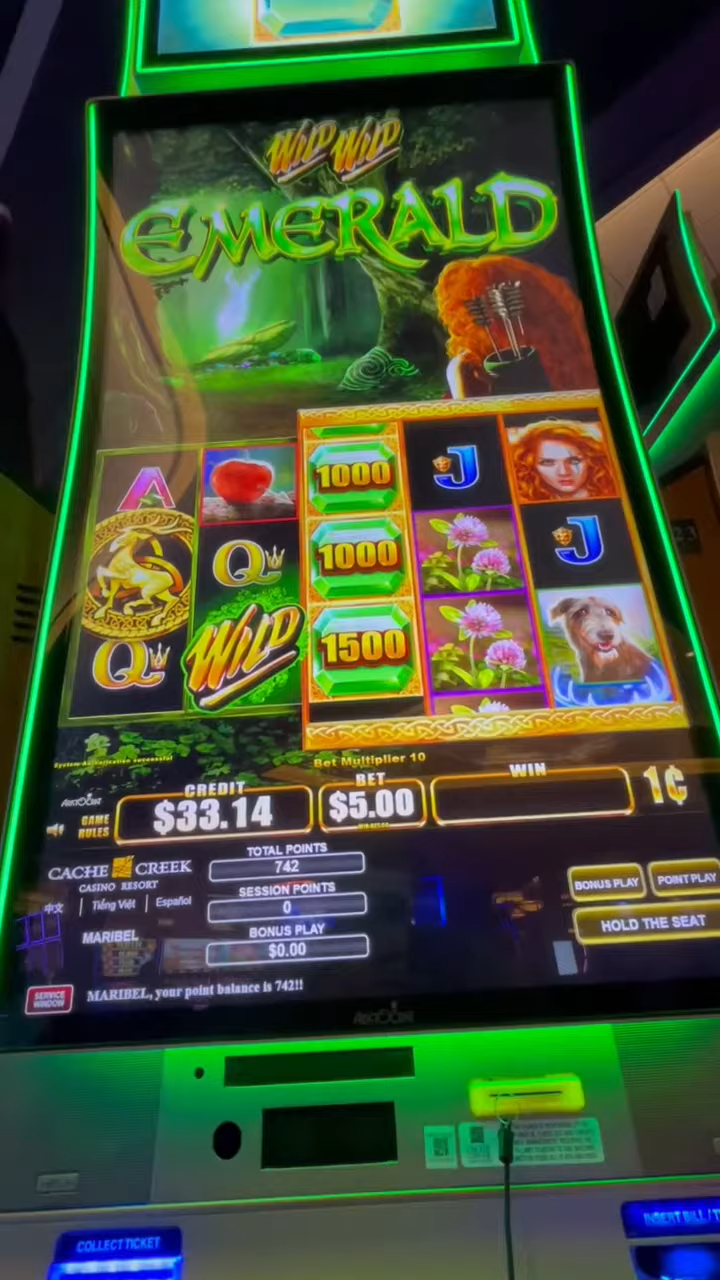 WILD WILD
EMERALD
A
1000
J
Q
1000
J
Q
WILD
1500
System Authentication successful
Bet Multiplier 10
CREDIT
BET
WIN
GAME RULES
$33.14
$5.00
1¢
CACHE CREEK
CASINO RESORT
中文 | Tiếng Việt | Español
MARIBEL
TOTAL POINTS
742
SESSION POINTS
0
BONUS PLAY
$0.00
BONUS PLAY
POINT PLAY
HOLD THE SEAT
SERVICE WINDOW
MARIBEL, your point balance is 742!!
COLLECT TICKET
INSERT BILL / T